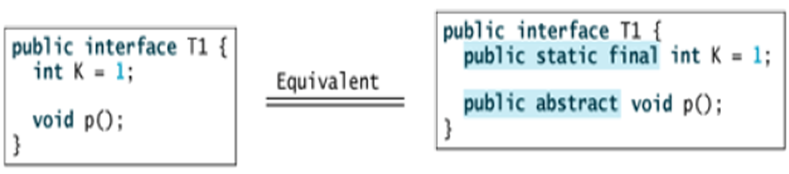 public interface T1 {
int K = 1;
void p();
}
Equivalent
public interface T1 {
public static final int K = 1;
public abstract void p();
}